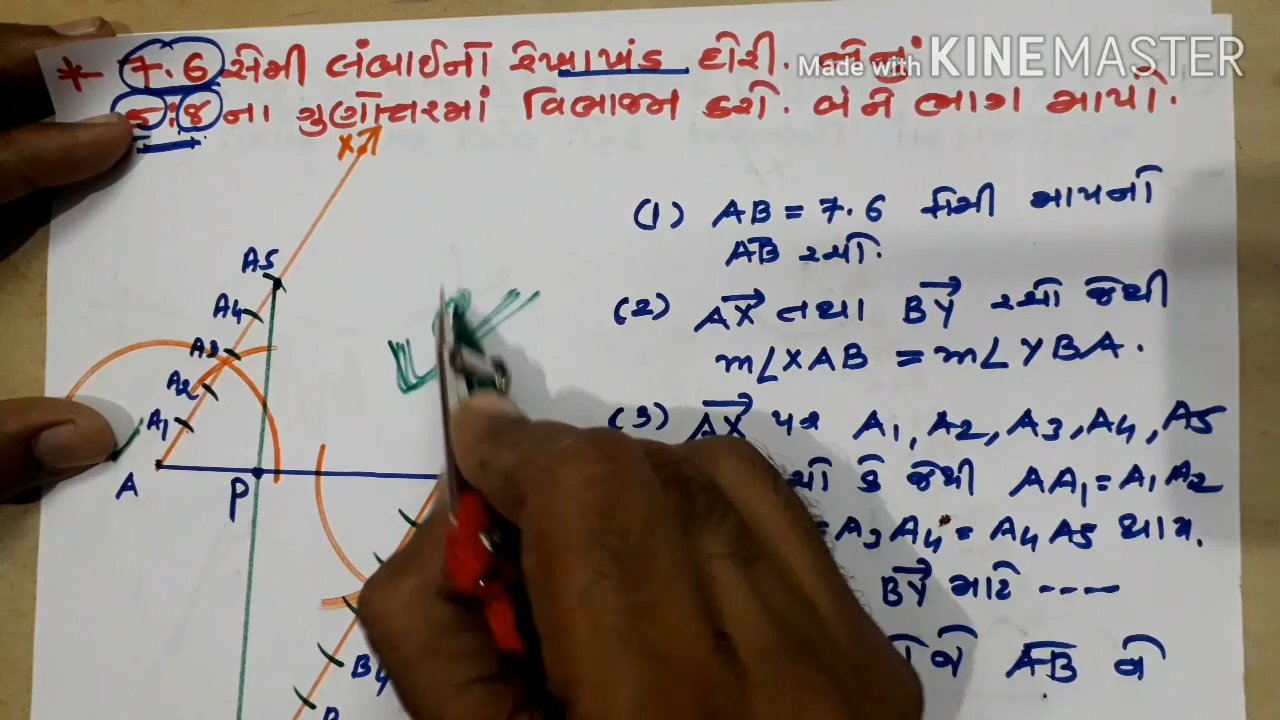 * 7.6 સેમી લંબાઈનો રેખાખંડ દોરી.
Made with KINEMASTER
૫:૮ ના ગુણોત્તરમાં વિભાજન કરો. બંને ભાગ માપો.
X
(1) AB = 7.6 સેમી માપનો
AB રચો.
A5
A4
A3
A2
A1
A
P
(2) AX તથા BY રચો જેથી
m∠XAB = m∠YBA.
(3) AX પર A1, A2, A3, A4, A5
કે જેથી AA1 = A1A2
= A3A4 = A4A5 થાય.
BY માટે ----
AB ને
B4